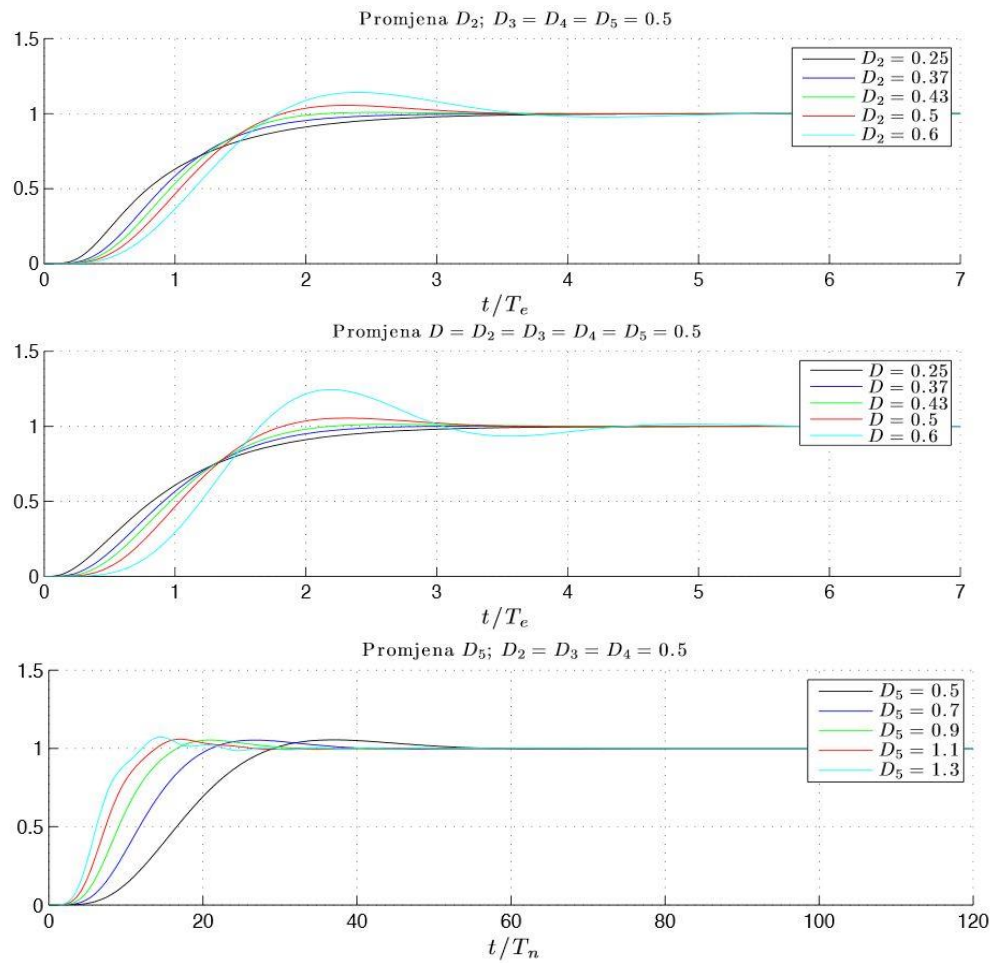 Promjena D₂; D₃ = D₄ = D₅ = 0.5
1.5
1
0.5
0
0 1 2 3 4 5 6 7
t/Tₑ
D₂ = 0.25
D₂ = 0.37
D₂ = 0.43
D₂ = 0.5
D₂ = 0.6
Promjena D = D₂ = D₃ = D₄ = D₅ = 0.5
1.5
1
0.5
0
0 1 2 3 4 5 6 7
t/Tₑ
D = 0.25
D = 0.37
D = 0.43
D = 0.5
D = 0.6
Promjena D₅; D₂ = D₃ = D₄ = 0.5
1.5
1
0.5
0
0 20 40 60 80 100 120
t/Tₙ
D₅ = 0.5
D₅ = 0.7
D₅ = 0.9
D₅ = 1.1
D₅ = 1.3